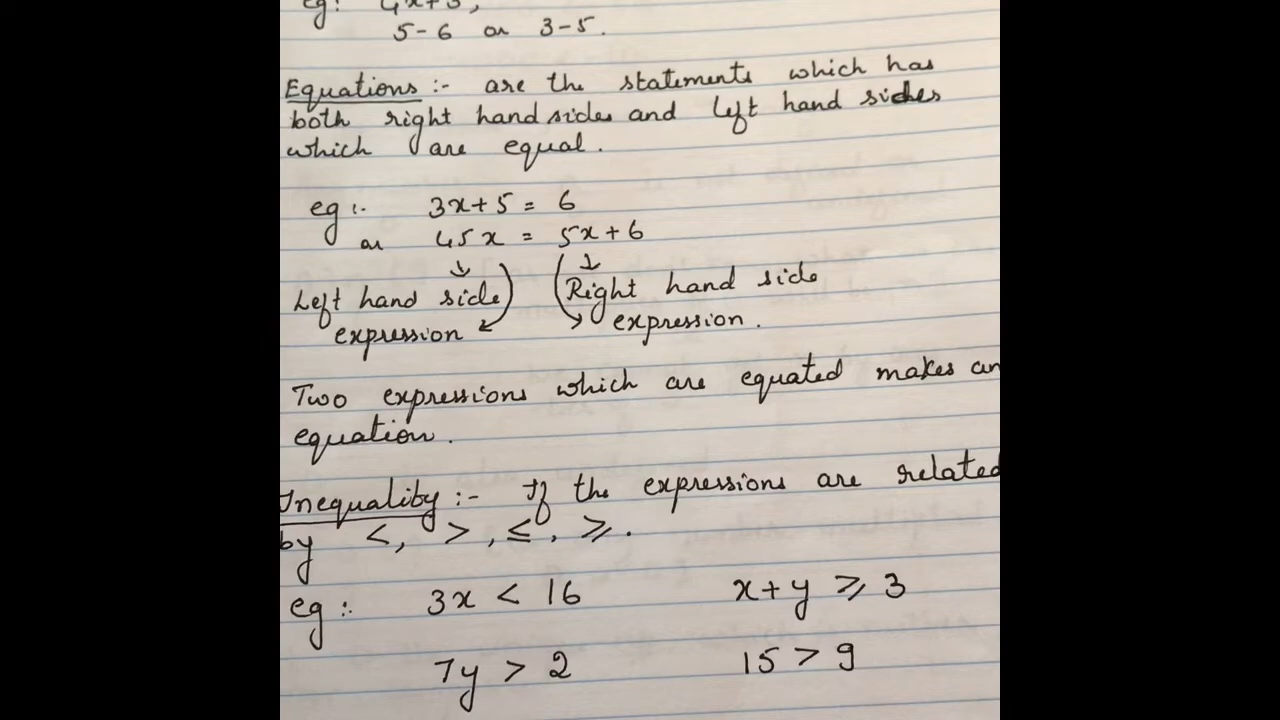 eg: 4x+5,
5-6 or 3-5.
Equations :- are the statements which has
both right hand sides and left hand sides
which are equal.
eg :- 3x+5 = 6
or 45x = 5x+6
Left hand side Right hand side
expression expression.
Two expressions which are equated makes an
equation.
Inequality :- If the expressions are related
by <, >, ≤, ≥.
eg :- 3x < 16 x+y ≥ 3
7y > 2 15 > 9